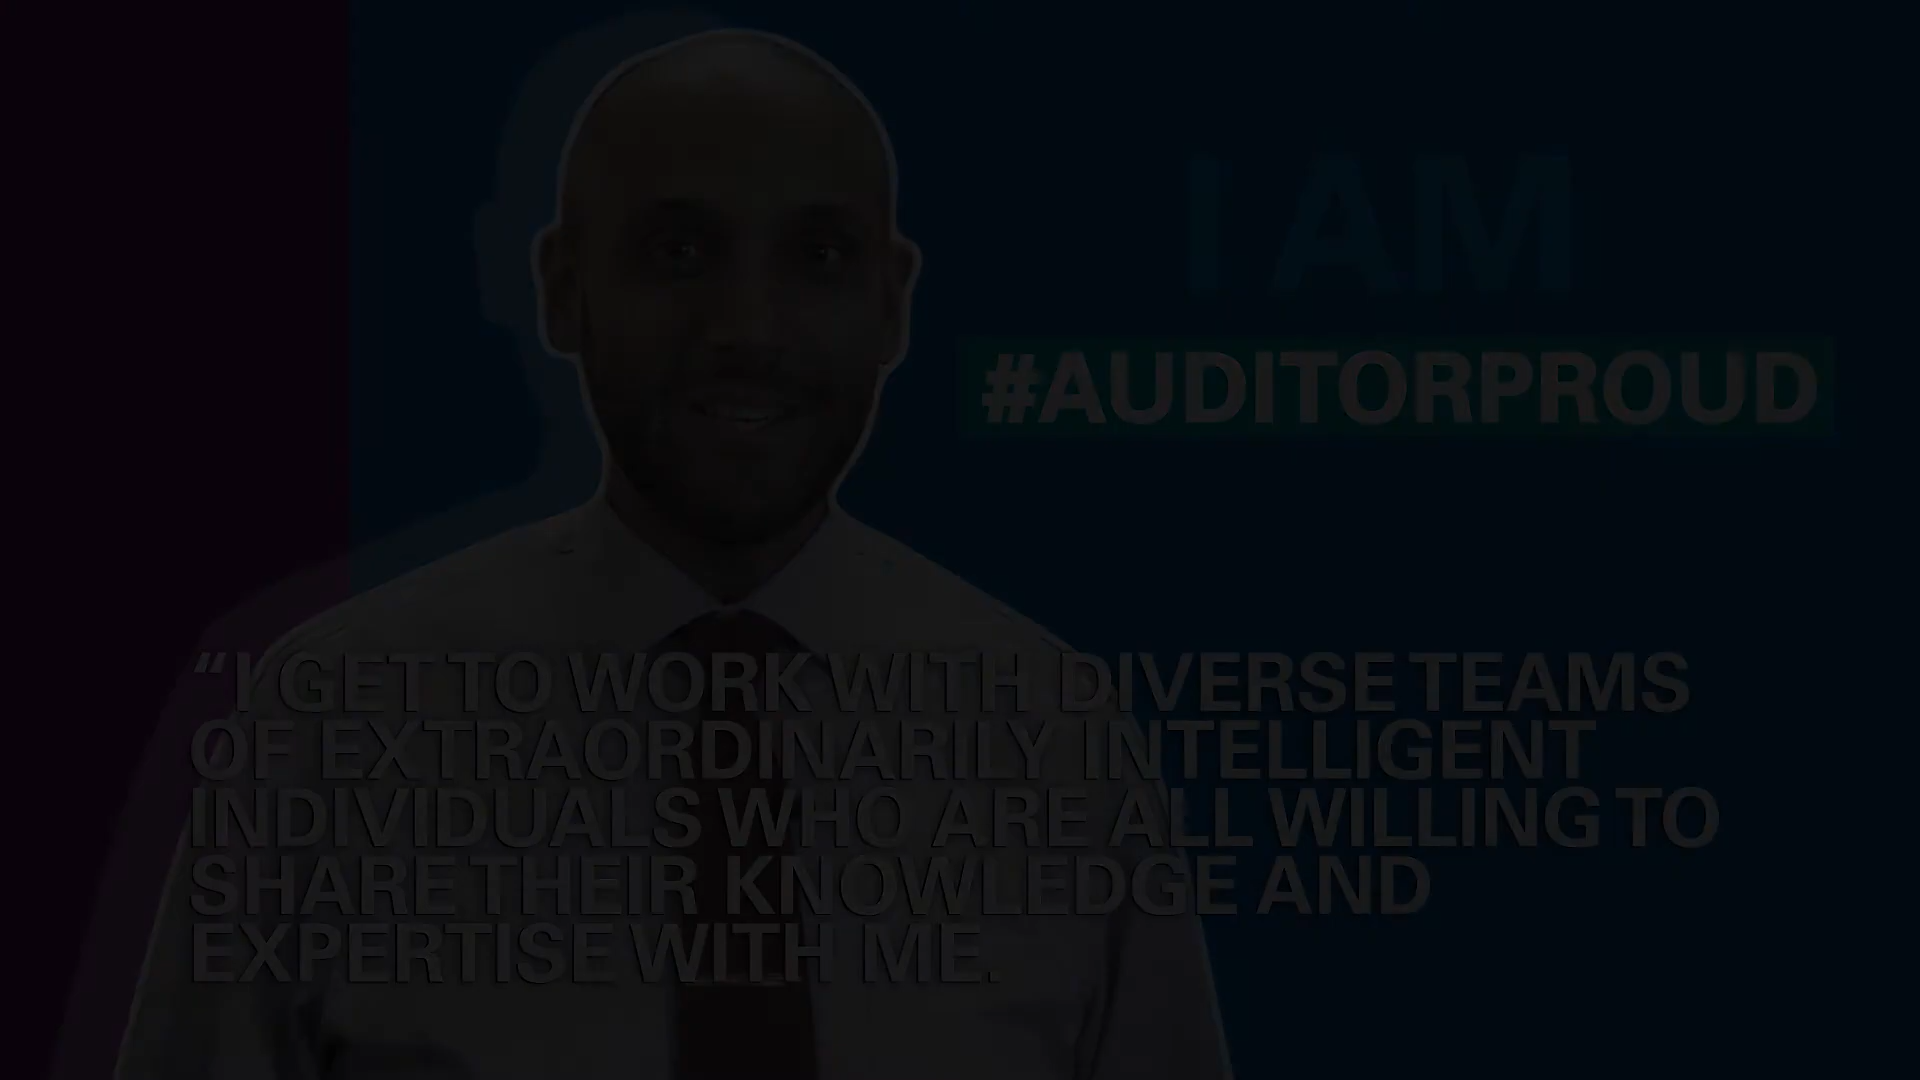 I AM
#AUDITORPROUD
“I GET TO WORK WITH DIVERSE TEAMS
OF EXTRAORDINARILY INTELLIGENT
INDIVIDUALS WHO ARE ALL WILLING TO
SHARE THEIR KNOWLEDGE AND
EXPERTISE WITH ME.